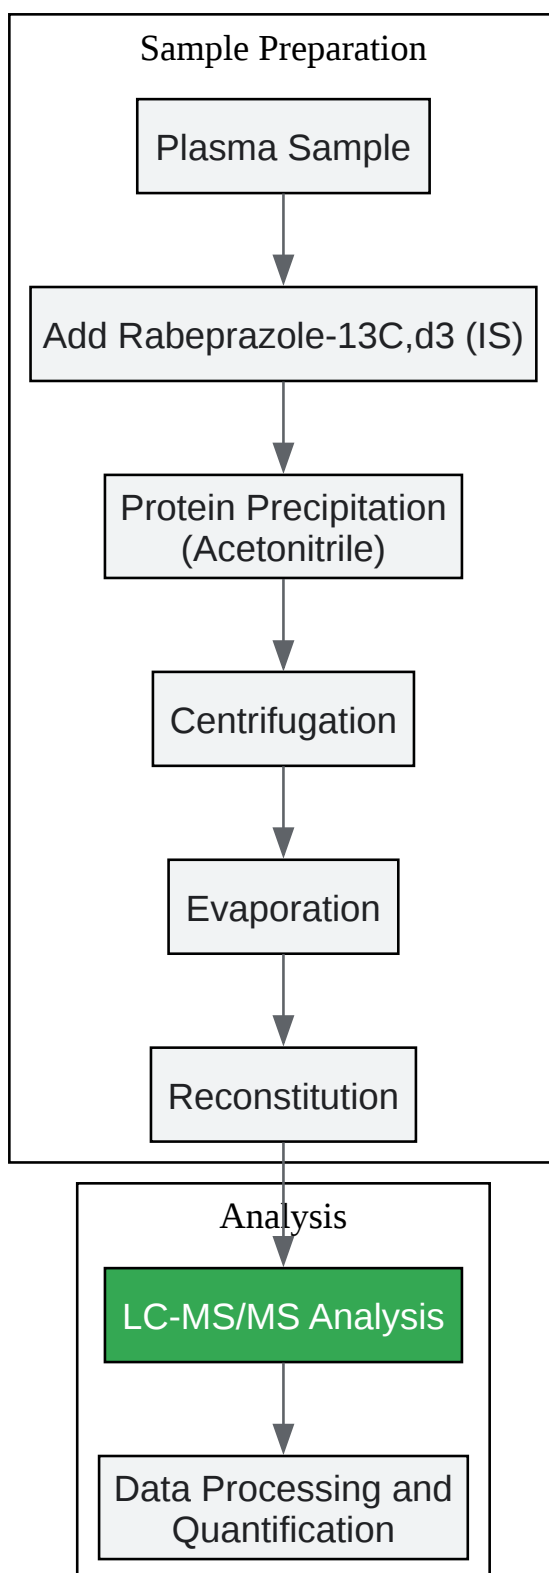 Sample Preparation
Plasma Sample
Add Rabeprazole-13C,d3 (IS)
Protein Precipitation
(Acetonitrile)
Centrifugation
Evaporation
Reconstitution
Analysis
LC-MS/MS Analysis
Data Processing and
Quantification